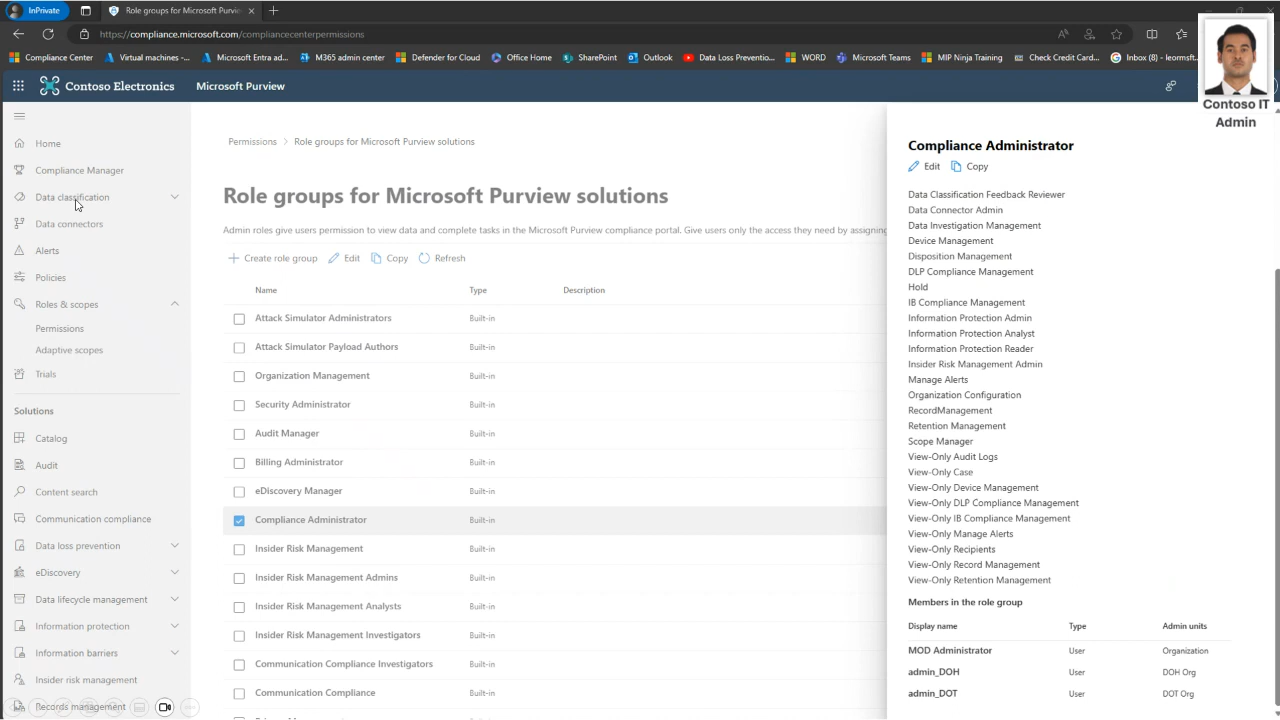 InPrivate
Role groups for Microsoft Purview
https://compliance.microsoft.com/compliancecenterpermissions
Compliance Center
Virtual machines -...
Microsoft Entra ad...
M365 admin center
Defender for Cloud
Office Home
SharePoint
Outlook
Data Loss Preventio...
WORD
Microsoft Teams
MIP Ninja Training
Check Credit Card...
Inbox (8) - leormsft...
Contoso Electronics
Microsoft Purview
Contoso IT
Admin
Home
Compliance Manager
Data classification
Data connectors
Alerts
Policies
Roles & scopes
Permissions
Adaptive scopes
Trials
Solutions
Catalog
Audit
Content search
Communication compliance
Data loss prevention
eDiscovery
Data lifecycle management
Information protection
Information barriers
Insider risk management
Records management
Permissions > Role groups for Microsoft Purview solutions
Role groups for Microsoft Purview solutions
Admin roles give users permission to view data and complete tasks in the Microsoft Purview compliance portal. Give users only the access they need by assigning
Create role group Edit Copy Refresh
Name Type Description
Attack Simulator Administrators Built-in
Attack Simulator Payload Authors Built-in
Organization Management Built-in
Security Administrator Built-in
Audit Manager Built-in
Billing Administrator Built-in
eDiscovery Manager Built-in
Compliance Administrator Built-in
Insider Risk Management Built-in
Insider Risk Management Admins Built-in
Insider Risk Management Analysts Built-in
Insider Risk Management Investigators Built-in
Communication Compliance Investigators Built-in
Communication Compliance Built-in
Compliance Administrator
Edit Copy
Data Classification Feedback Reviewer
Data Connector Admin
Data Investigation Management
Device Management
Disposition Management
DLP Compliance Management
Hold
IB Compliance Management
Information Protection Admin
Information Protection Analyst
Information Protection Reader
Insider Risk Management Admin
Manage Alerts
Organization Configuration
RecordManagement
Retention Management
Scope Manager
View-Only Audit Logs
View-Only Case
View-Only Device Management
View-Only DLP Compliance Management
View-Only IB Compliance Management
View-Only Manage Alerts
View-Only Recipients
View-Only Record Management
View-Only Retention Management
Members in the role group
Display name Type Admin units
MOD Administrator User Organization
admin_DOH User DOH Org
admin_DOT User DOT Org